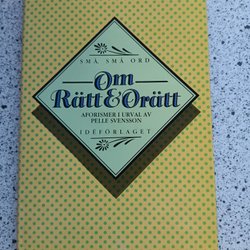 SMÅ, SMÅ ORD
Om
Rätt & Orätt
AFORISMER I URVAL AV
PELLE SVENSSON
IDÉFÖRLAGET